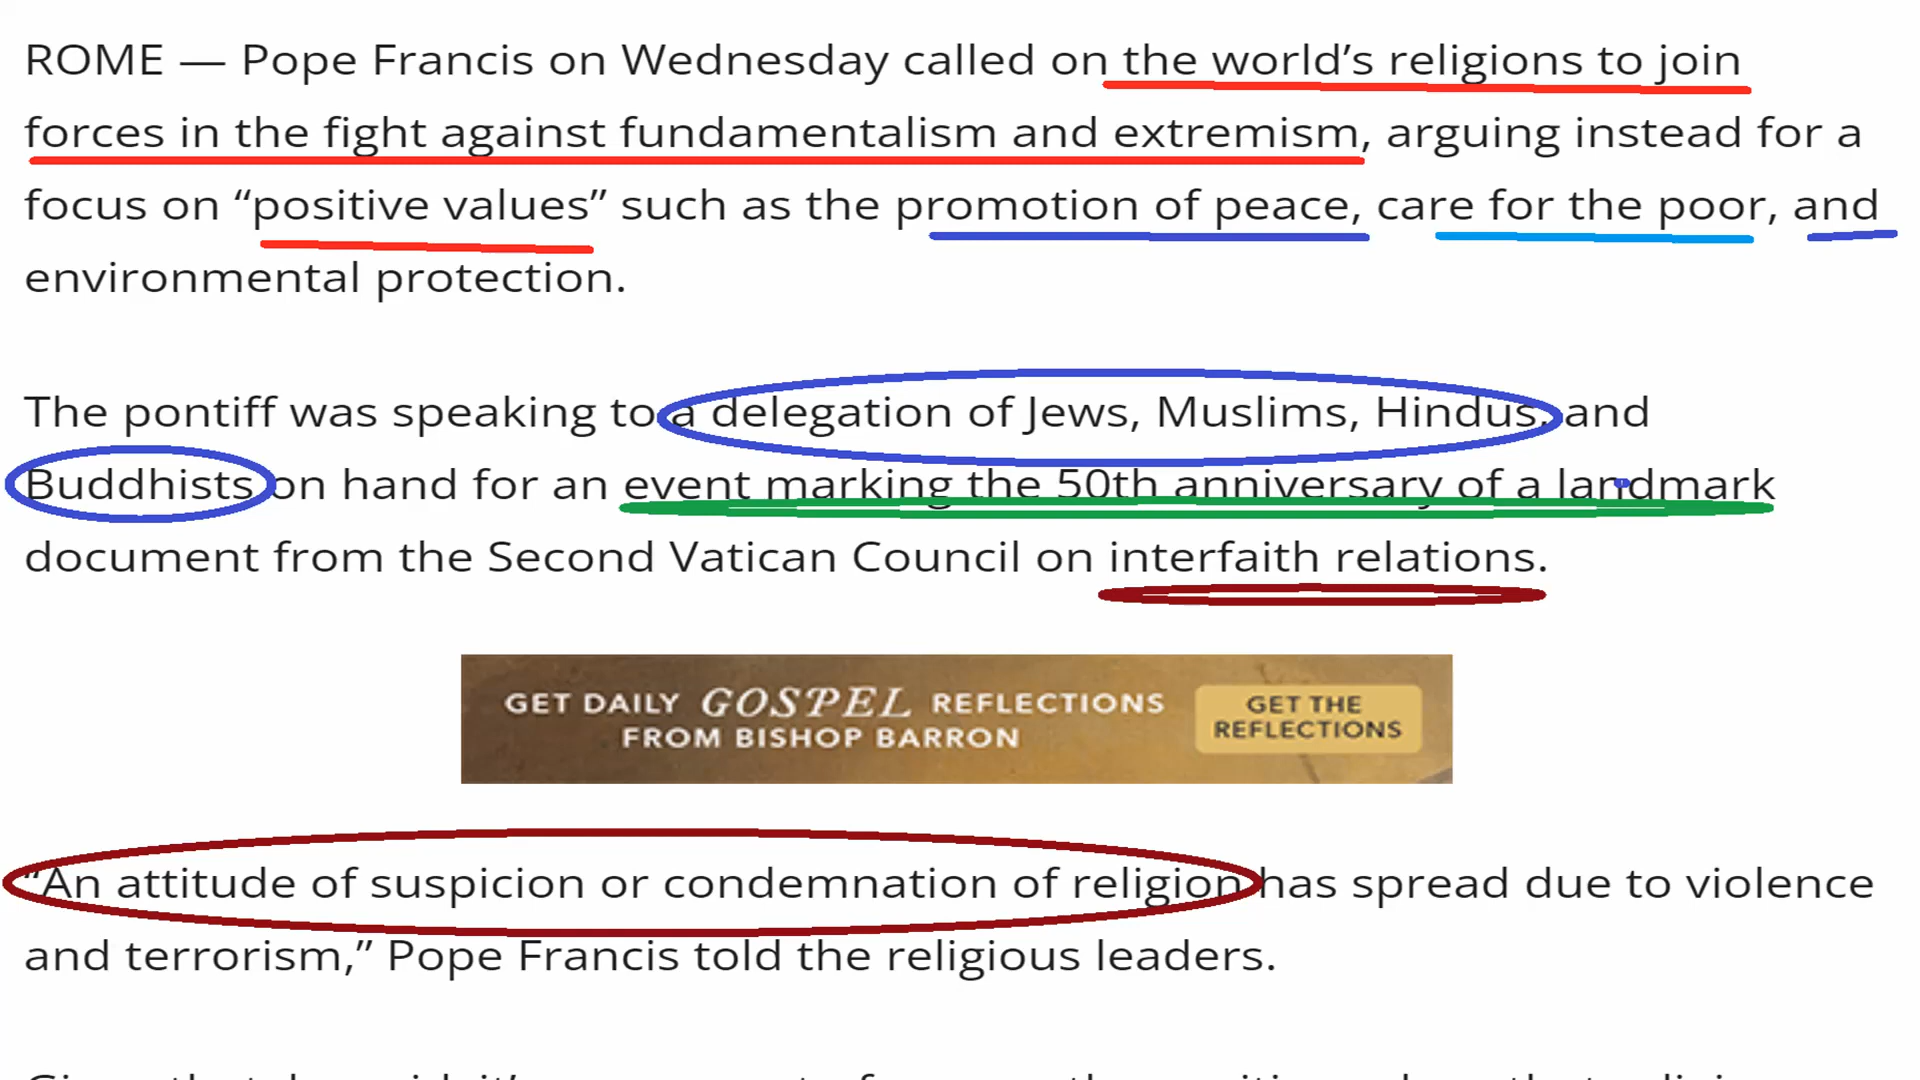 ROME — Pope Francis on Wednesday called on the world’s religions to join
forces in the fight against fundamentalism and extremism, arguing instead for a
focus on “positive values” such as the promotion of peace, care for the poor, and
environmental protection.
The pontiff was speaking to a delegation of Jews, Muslims, Hindus, and
Buddhists on hand for an event marking the 50th anniversary of a landmark
document from the Second Vatican Council on interfaith relations.
GET DAILY GOSPEL REFLECTIONS
FROM BISHOP BARRON
GET THE
REFLECTIONS
“An attitude of suspicion or condemnation of religion has spread due to violence
and terrorism,” Pope Francis told the religious leaders.